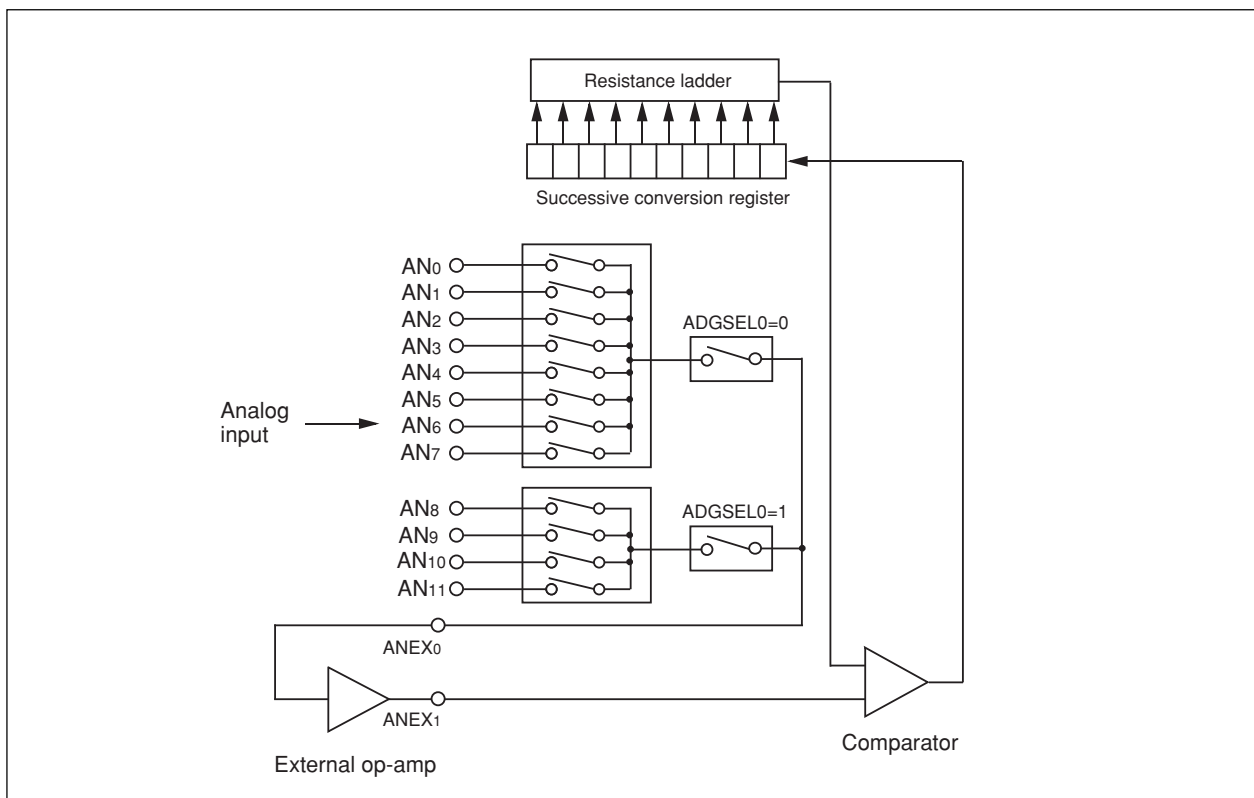 Resistance ladder
Successive conversion register
AN0
AN1
AN2
AN3
AN4
AN5
AN6
AN7
ADGSEL0=0
Analog
input
AN8
AN9
AN10
AN11
ADGSEL0=1
ANEX0
ANEX1
External op-amp
Comparator